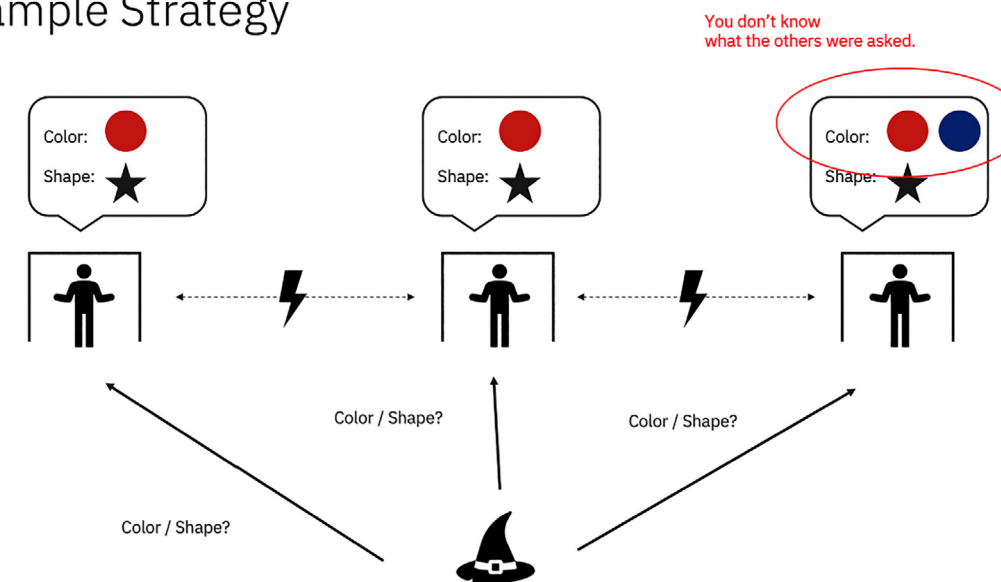 ample Strategy
You don't know
what the others were asked.
Color:
Shape:
Color:
Shape:
Color:
Shape:
Color / Shape?
Color / Shape?
Color / Shape?